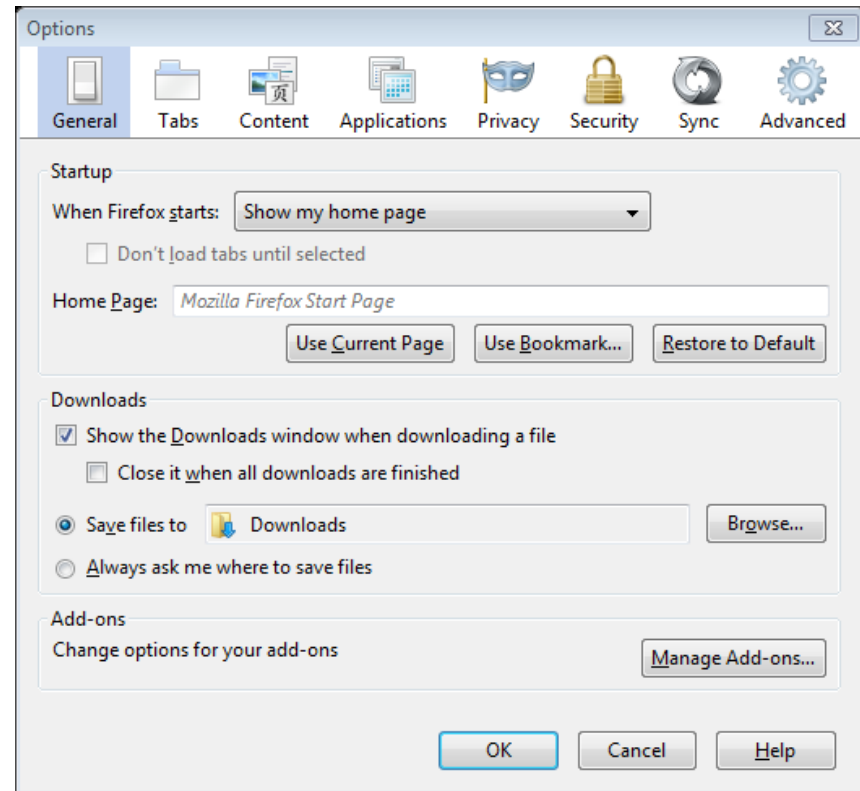 Options
General Tabs Content Applications Privacy Security Sync Advanced
页
Startup
When Firefox starts: Show my home page
Don't load tabs until selected
Home Page: Mozilla Firefox Start Page
Use Current Page Use Bookmark... Restore to Default
Downloads
Show the Downloads window when downloading a file
Close it when all downloads are finished
Save files to Downloads Browse...
Always ask me where to save files
Add-ons
Change options for your add-ons
Manage Add-ons...
OK Cancel Help